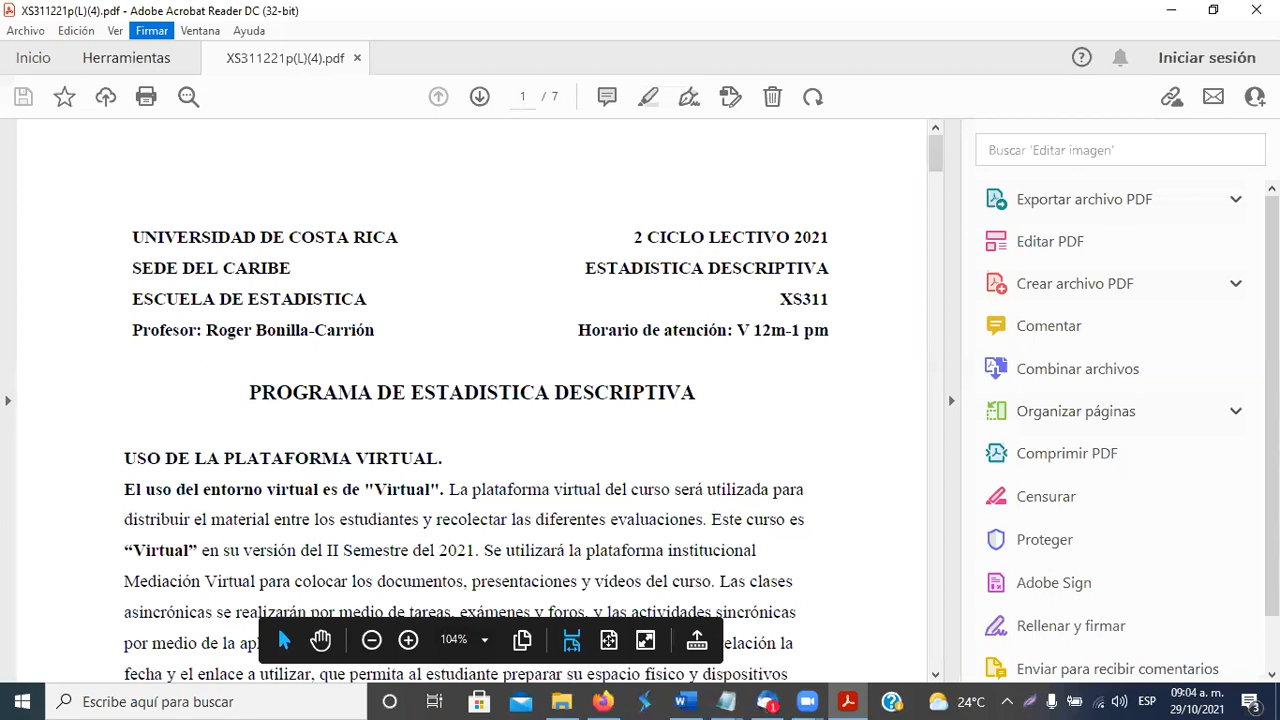 XS311221p(L)(4).pdf - Adobe Acrobat Reader DC (32-bit)
Archivo Edición Ver Firmar Ventana Ayuda
Inicio Herramientas XS311221p(L)(4).pdf × Iniciar sesión
1 / 7
Buscar 'Editar imagen'
UNIVERSIDAD DE COSTA RICA 2 CICLO LECTIVO 2021
SEDE DEL CARIBE ESTADISTICA DESCRIPTIVA
ESCUELA DE ESTADISTICA XS311
Profesor: Roger Bonilla-Carrión Horario de atención: V 12m-1 pm
PROGRAMA DE ESTADISTICA DESCRIPTIVA
USO DE LA PLATAFORMA VIRTUAL.
El uso del entorno virtual es de "Virtual". La plataforma virtual del curso será utilizada para
distribuir el material entre los estudiantes y recolectar las diferentes evaluaciones. Este curso es
“Virtual” en su versión del II Semestre del 2021. Se utilizará la plataforma institucional
Mediación Virtual para colocar los documentos, presentaciones y vídeos del curso. Las clases
asincrónicas se realizarán por medio de tareas, exámenes y foros, y las actividades sincrónicas
por medio de la
fecha y el enlace a utilizar, que permita al estudiante preparar su espacio físico y dispositivos
104%
Exportar archivo PDF
Editar PDF
Crear archivo PDF
Comentar
Combinar archivos
Organizar páginas
Comprimir PDF
Censurar
Proteger
Adobe Sign
Rellenar y firmar
Enviar para recibir comentarios
Escribe aquí para buscar
1
24°C
ESP
09:04 a. m.
29/10/2021
3